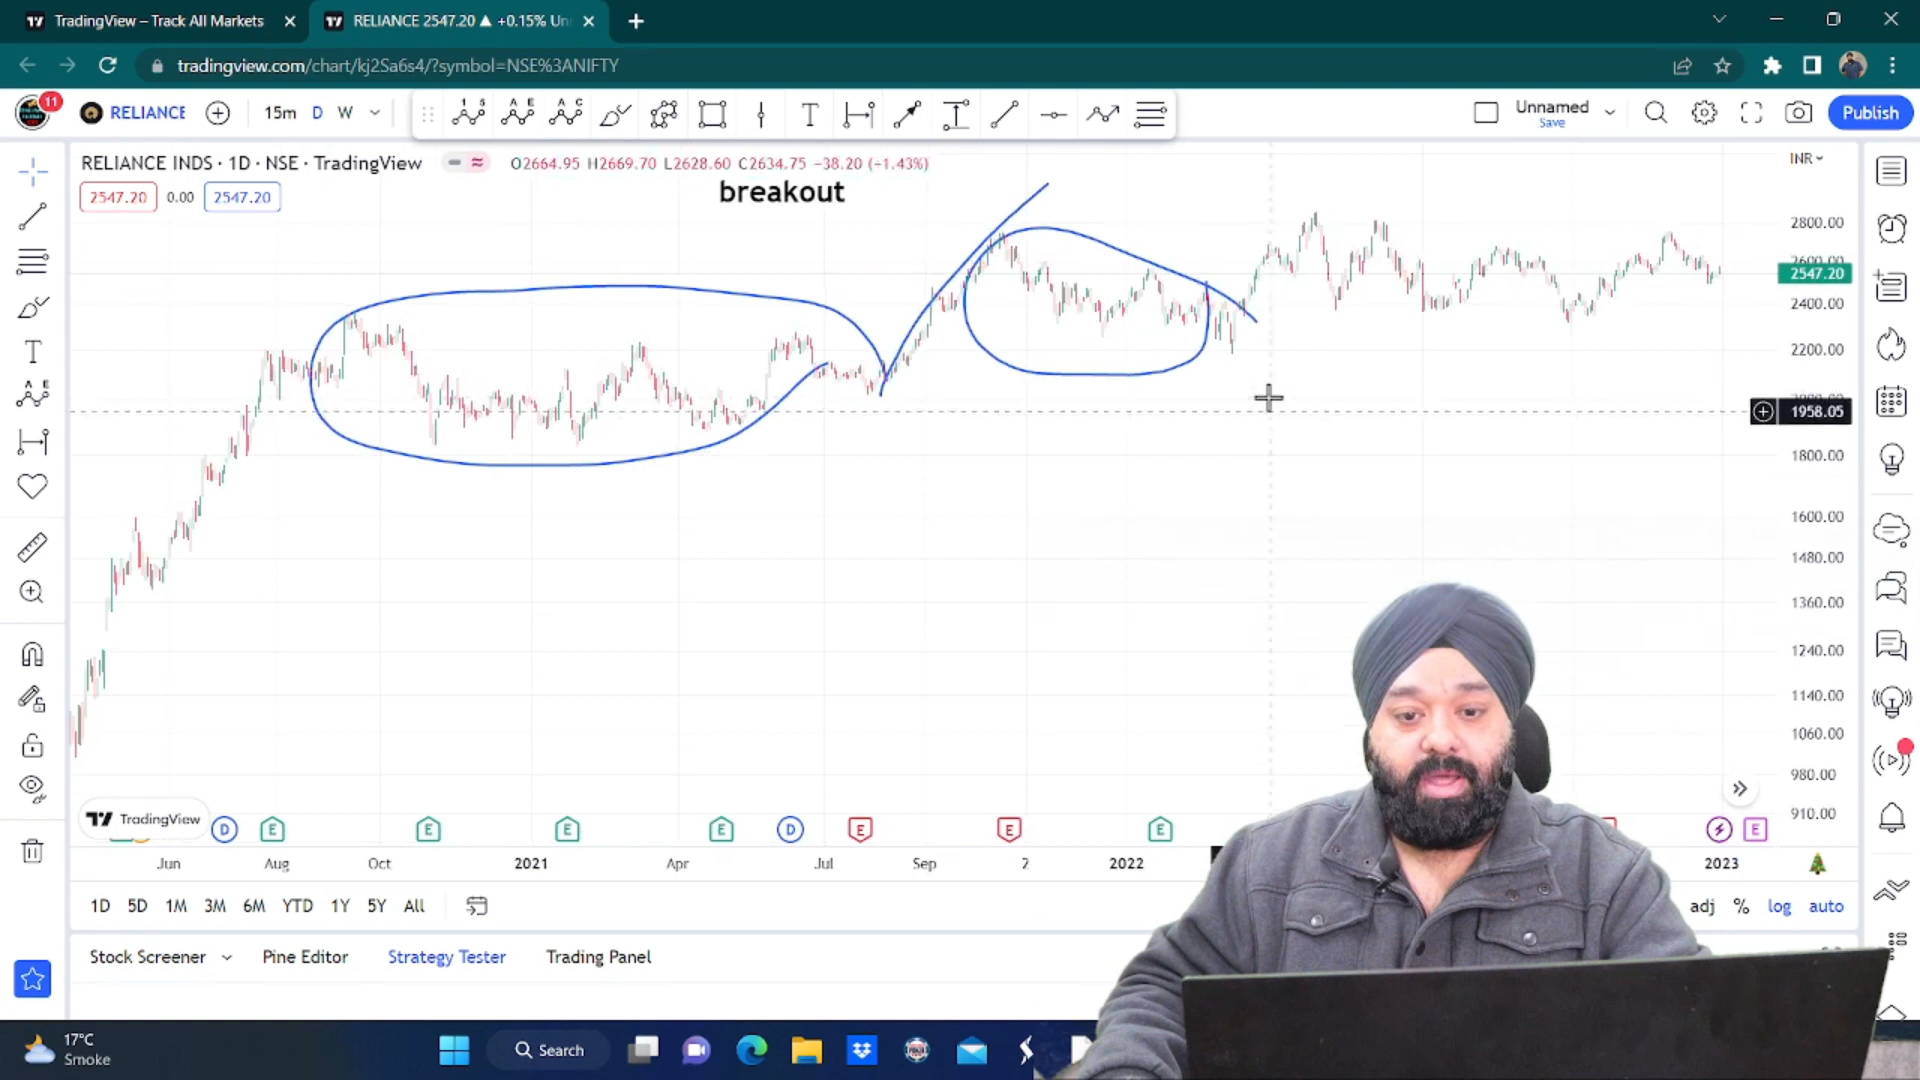 TradingView – Track All Markets
RELIANCE 2547.20 ▲ +0.15% Un
tradingview.com/chart/kj2Sa6s4/?symbol=NSE%3ANIFTY
11
RELIANCE
15m D W
Unnamed
Save
Publish
RELIANCE INDS · 1D · NSE · TradingView
O2664.95 H2669.70 L2628.60 C2634.75 −38.20 (−1.43%)
INR
2547.20 0.00 2547.20
breakout
2800.00
2600.00
2547.20
2400.00
2200.00
1958.05
1800.00
1600.00
1480.00
1360.00
1240.00
1140.00
1060.00
980.00
910.00
TradingView
D E E E E D E E E E
Jun Aug Oct 2021 Apr Jul Sep 2022 2023
1D 5D 1M 3M 6M YTD 1Y 5Y All
adj % log auto
Stock Screener Pine Editor Strategy Tester Trading Panel
17°C
Smoke
Search